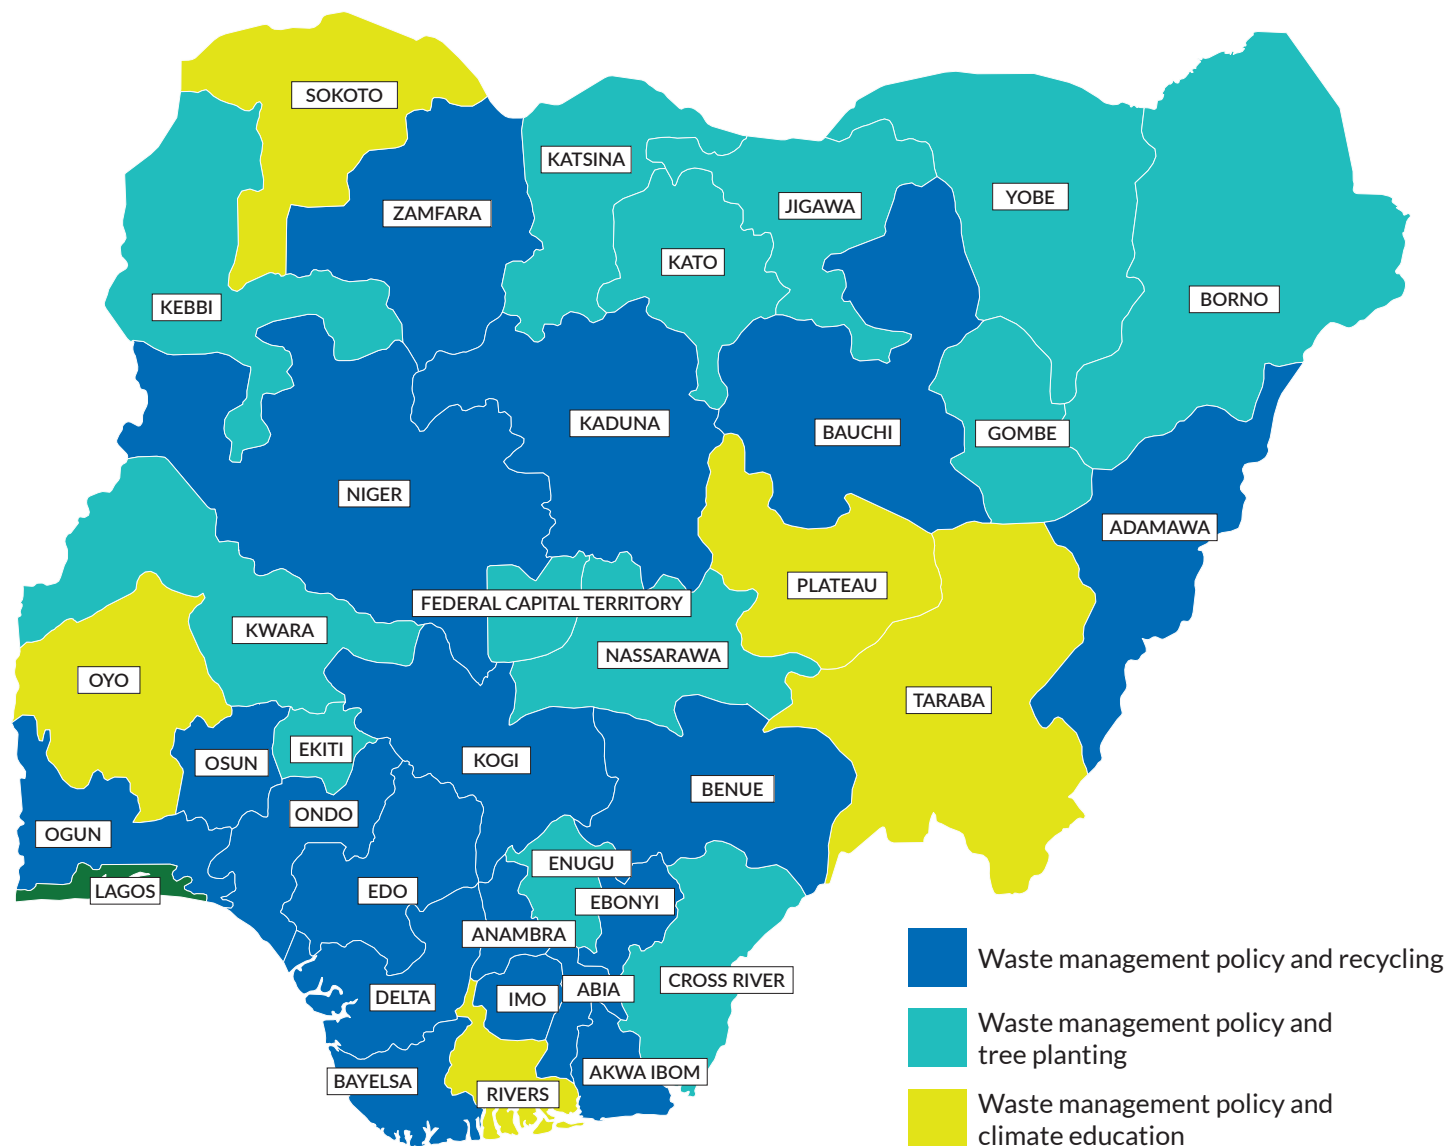 SOKOTO
KATSINA
ZAMFARA
JIGAWA
YOBE
KATO
KEBBI
BORNO
KADUNA
BAUCHI
GOMBE
NIGER
ADAMAWA
PLATEAU
FEDERAL CAPITAL TERRITORY
KWARA
NASSARAWA
OYO
TARABA
EKITI
OSUN
KOGI
BENUE
ONDO
OGUN
ENUGU
LAGOS
EDO
EBONYI
ANAMBRA
CROSS RIVER
ABIA
DELTA
IMO
AKWA IBOM
BAYELSA
RIVERS
Waste management policy and recycling
Waste management policy and
tree planting
Waste management policy and
climate education